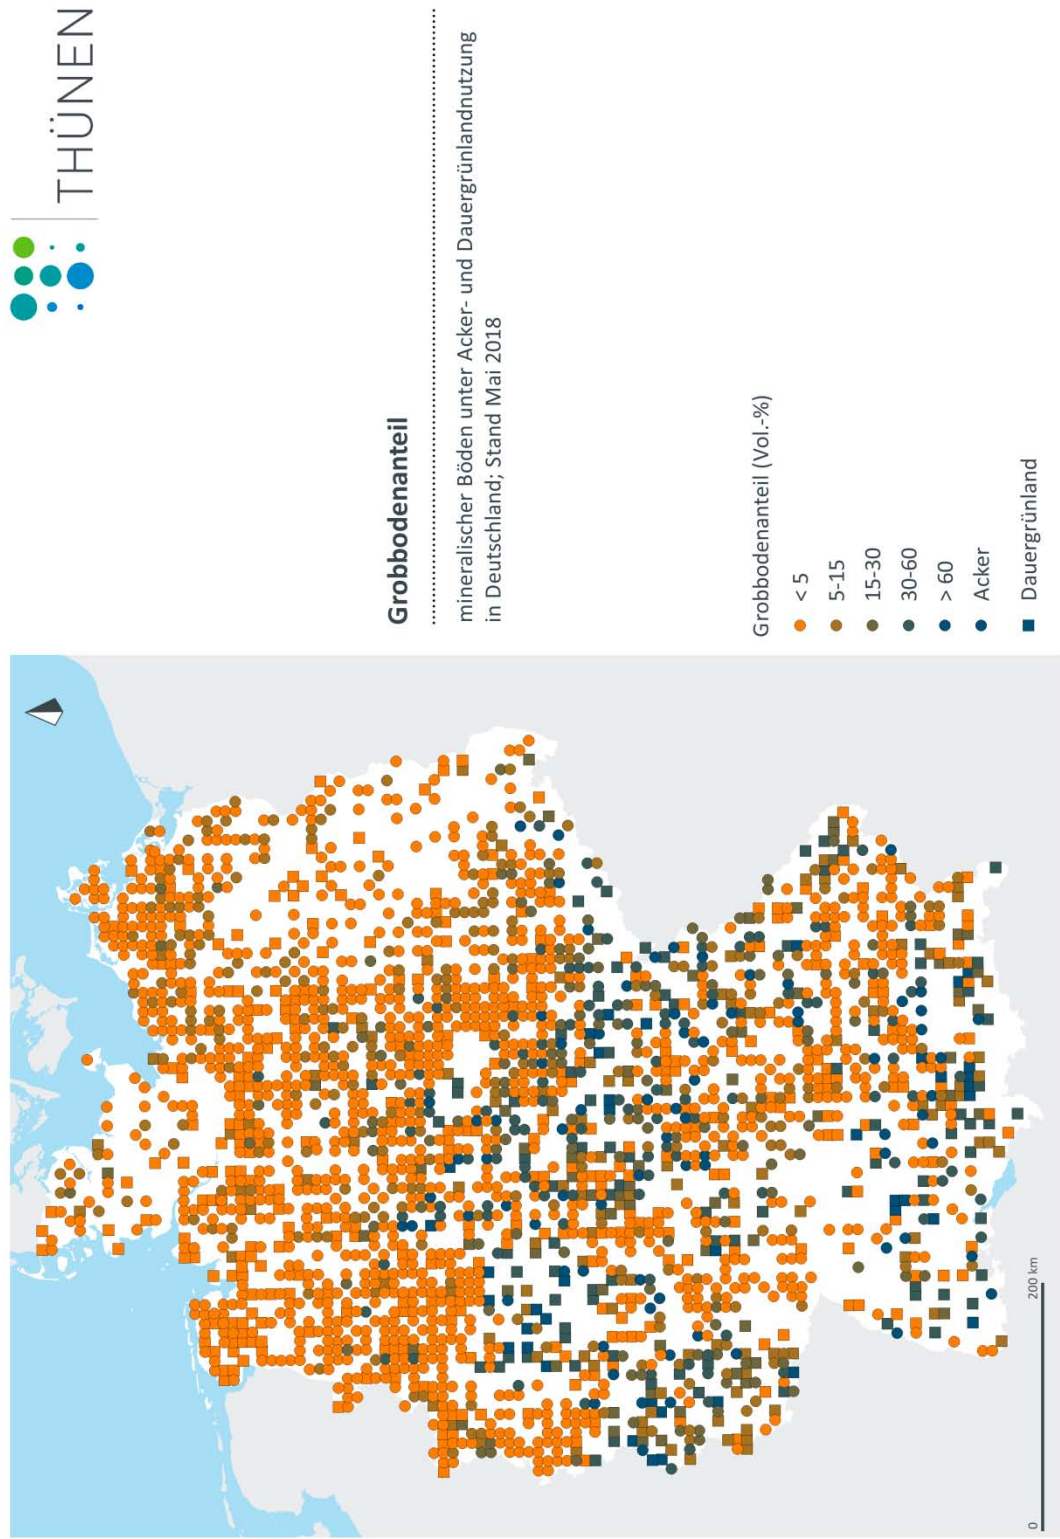 THÜNEN
Grobbodenanteil
mineralischer Böden unter Acker- und Dauergrünlandnutzung
in Deutschland; Stand Mai 2018
Grobbodenanteil (Vol.-%)
< 5
5-15
15-30
30-60
> 60
Acker
Dauergrünland
0
200 km